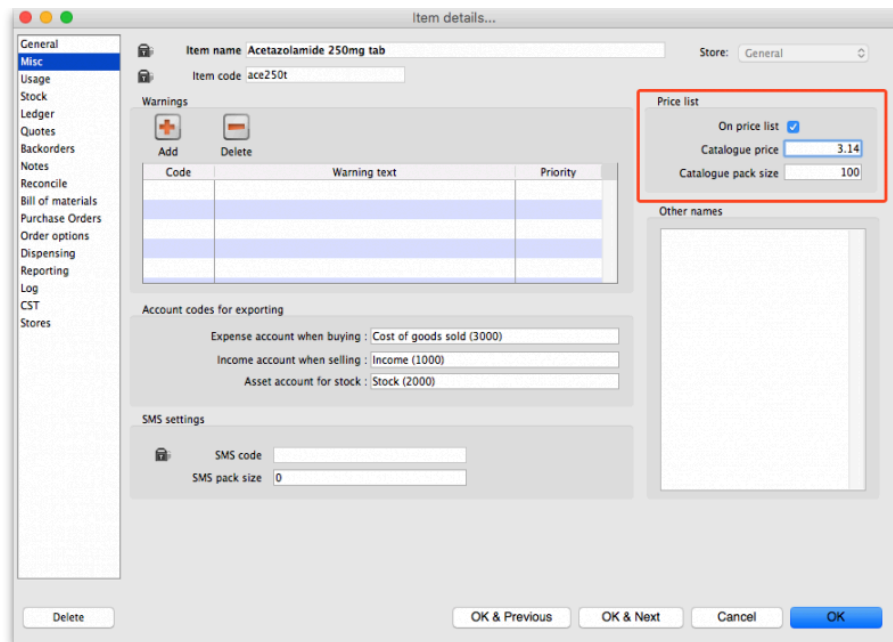 Item details...
General
Misc
Usage
Stock
Ledger
Quotes
Backorders
Notes
Reconcile
Bill of materials
Purchase Orders
Order options
Dispensing
Reporting
Log
CST
Stores
Item name Acetazolamide 250mg tab
Store: General
Item code ace250t
Warnings
Add Delete
Code Warning text Priority
Price list
On price list
Catalogue price 3.14
Catalogue pack size 100
Other names
Account codes for exporting
Expense account when buying : Cost of goods sold (3000)
Income account when selling : Income (1000)
Asset account for stock : Stock (2000)
SMS settings
SMS code
SMS pack size 0
Delete OK & Previous OK & Next Cancel OK